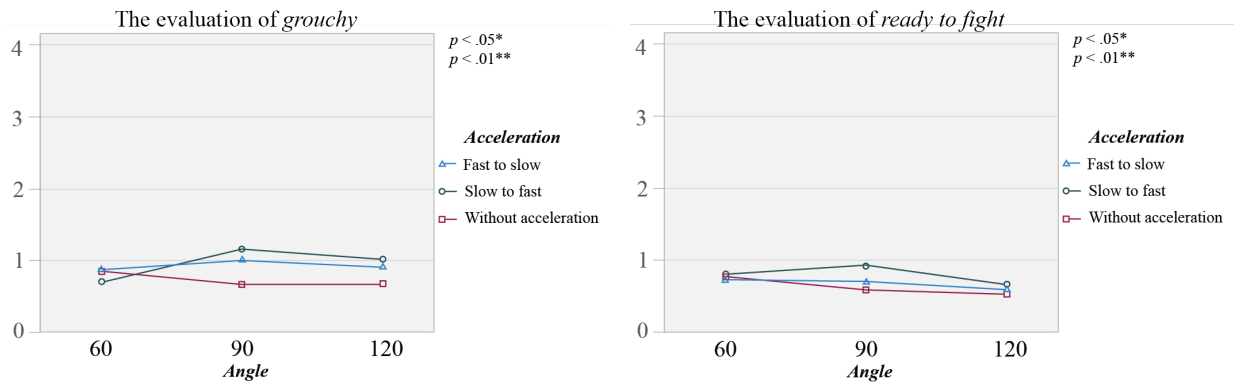 The evaluation of grouchy
p < .05*
p < .01**
4
3
2
1
0
60 90 120
Angle
Acceleration
Fast to slow
Slow to fast
Without acceleration
The evaluation of ready to fight
p < .05*
p < .01**
4
3
2
1
0
60 90 120
Angle
Acceleration
Fast to slow
Slow to fast
Without acceleration